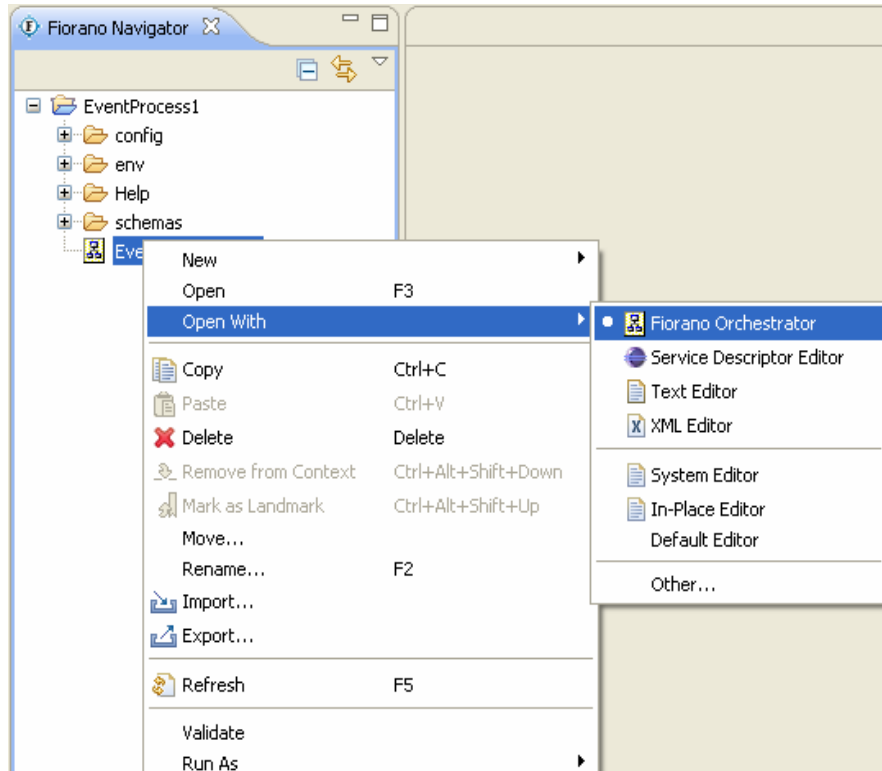 Fiorano Navigator
EventProcess1
config
env
Help
schemas
Eve
New
Open F3
Open With
Copy Ctrl+C
Paste Ctrl+V
Delete Delete
Remove from Context Ctrl+Alt+Shift+Down
Mark as Landmark Ctrl+Alt+Shift+Up
Move...
Rename... F2
Import...
Export...
Refresh F5
Validate
Run As
Fiorano Orchestrator
Service Descriptor Editor
Text Editor
XML Editor
System Editor
In-Place Editor
Default Editor
Other...